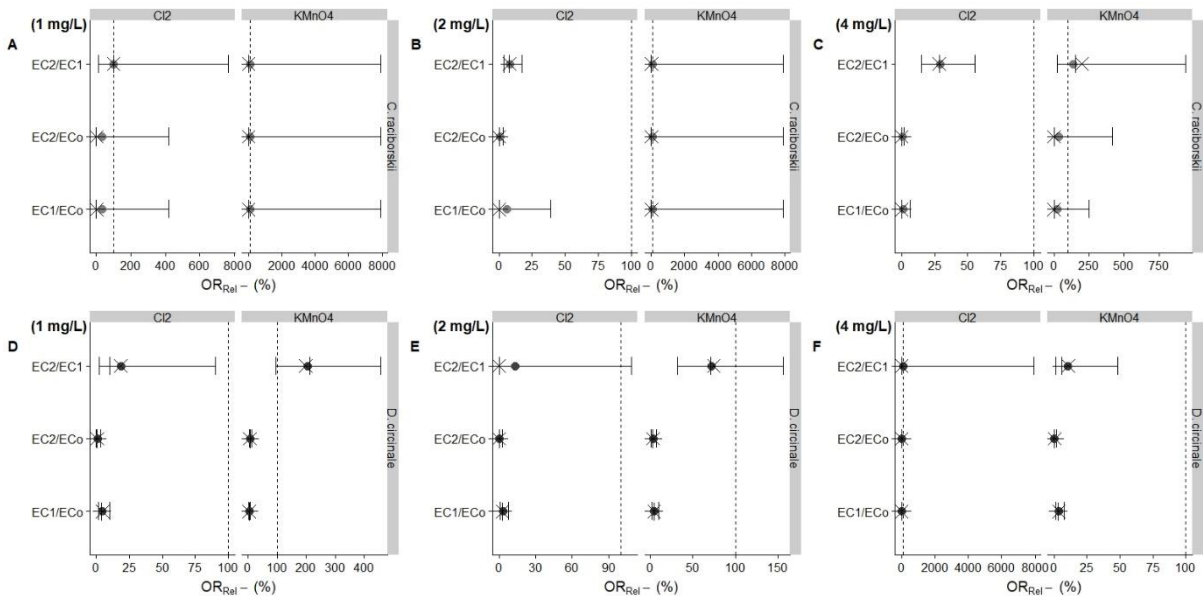 (1 mg/L)
A
Cl2
KMnO4
C. raciborskii
EC2/EC1
EC2/ECo
EC1/ECo
0 200 400 600 800 0 2000 4000 6000 8000
ORRel – (%)
(2 mg/L)
B
Cl2
KMnO4
C. raciborskii
EC2/EC1
EC2/ECo
EC1/ECo
0 25 50 75 100 0 2000 4000 6000 8000
ORRel – (%)
(4 mg/L)
C
Cl2
KMnO4
C. raciborskii
EC2/EC1
EC2/ECo
EC1/ECo
0 25 50 75 100 0 250 500 750
ORRel – (%)
(1 mg/L)
D
Cl2
KMnO4
D. circinale
EC2/EC1
EC2/ECo
EC1/ECo
0 25 50 75 100 0 100 200 300 400
ORRel – (%)
(2 mg/L)
E
Cl2
KMnO4
D. circinale
EC2/EC1
EC2/ECo
EC1/ECo
0 30 60 90 0 50 100 150
ORRel – (%)
(4 mg/L)
F
Cl2
KMnO4
D. circinale
EC2/EC1
EC2/ECo
EC1/ECo
0 2000 4000 6000 8000 0 25 50 75 100
ORRel – (%)